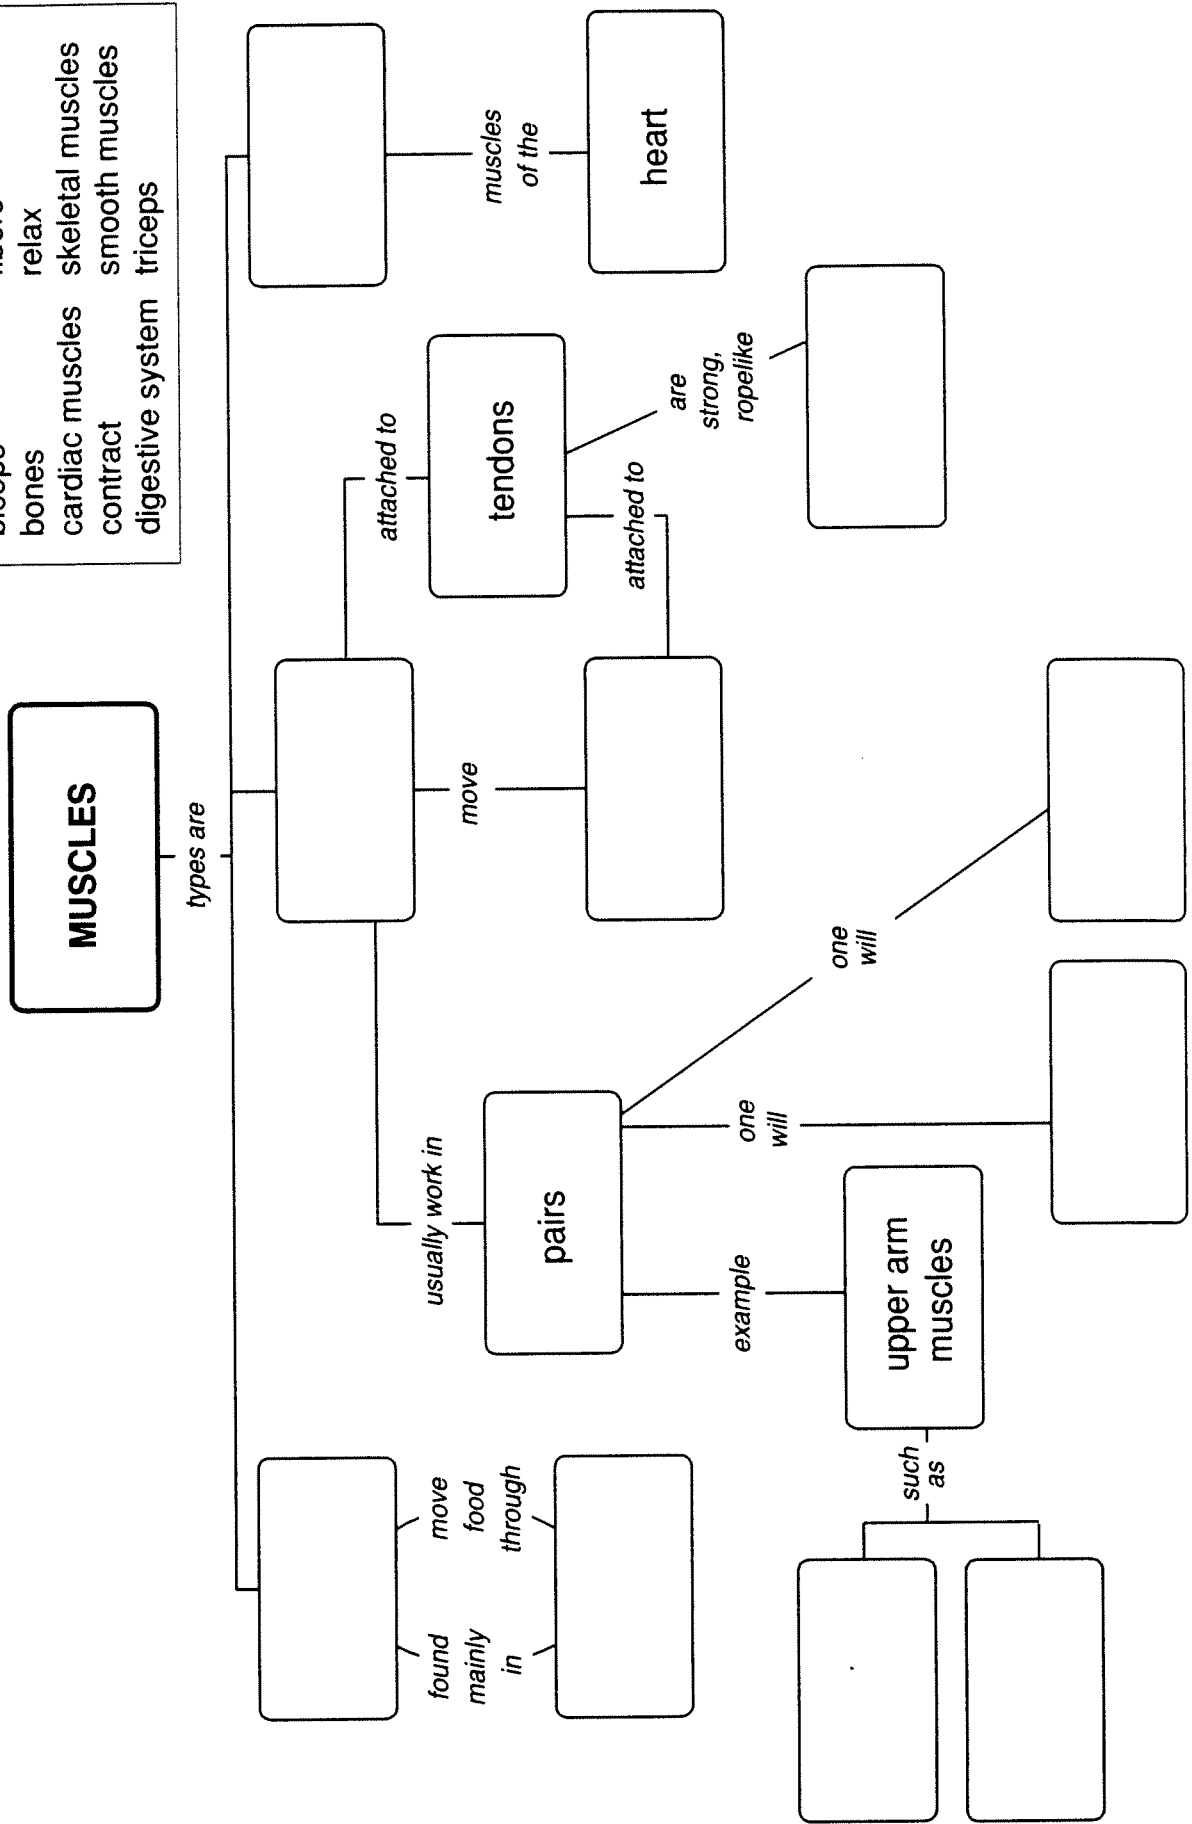 bones
relax
cardiac muscles
skeletal muscles
contract
smooth muscles
digestive system
triceps
MUSCLES
types are
usually work in
move
attached to
tendons
attached to
are
strong,
ropelike
muscles
of the
heart
found
mainly
in
move
food
through
pairs
example
one
will
one
will
upper arm
muscles
such
as